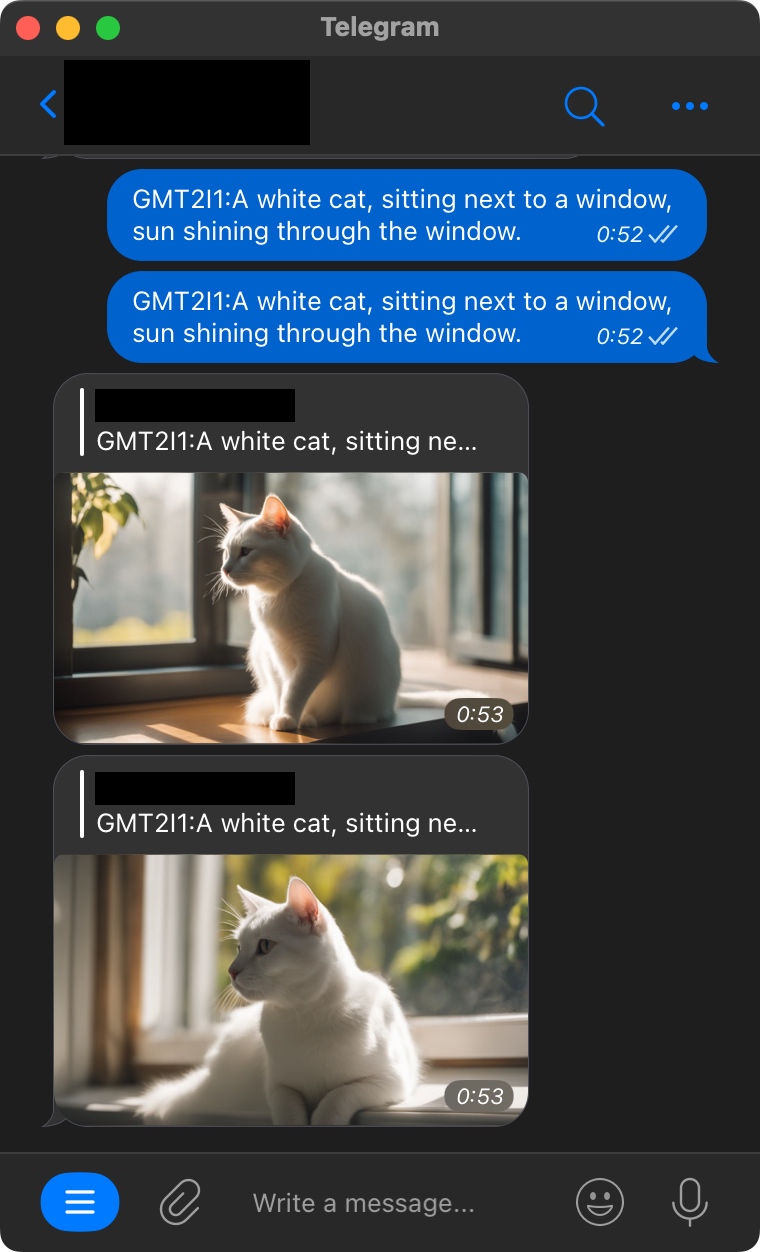 Telegram
GMT2I1:A white cat, sitting next to a window,
sun shining through the window.
0:52
GMT2I1:A white cat, sitting next to a window,
sun shining through the window.
0:52
GMT2I1:A white cat, sitting ne...
0:53
GMT2I1:A white cat, sitting ne...
0:53
Write a message...